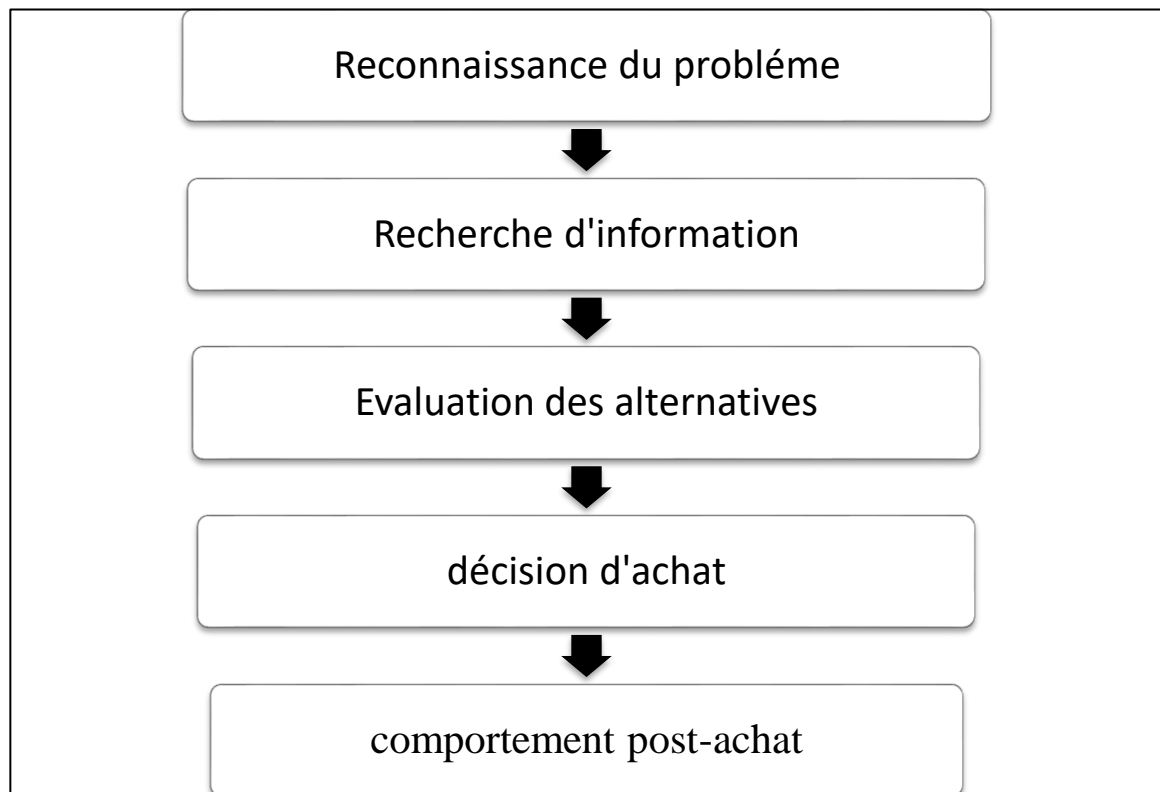 Reconnaissance du probléme
Recherche d'information
Evaluation des alternatives
décision d'achat
comportement post-achat